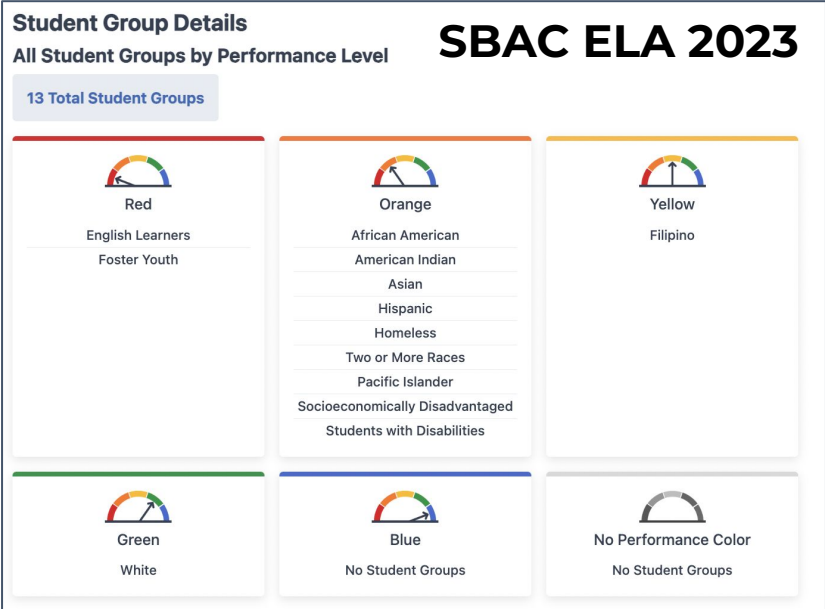 Student Group Details
SBAC ELA 2023
All Student Groups by Performance Level
13 Total Student Groups
Red
English Learners
Foster Youth
Orange
African American
American Indian
Asian
Hispanic
Homeless
Two or More Races
Pacific Islander
Socioeconomically Disadvantaged
Students with Disabilities
Yellow
Filipino
Green
White
Blue
No Student Groups
No Performance Color
No Student Groups